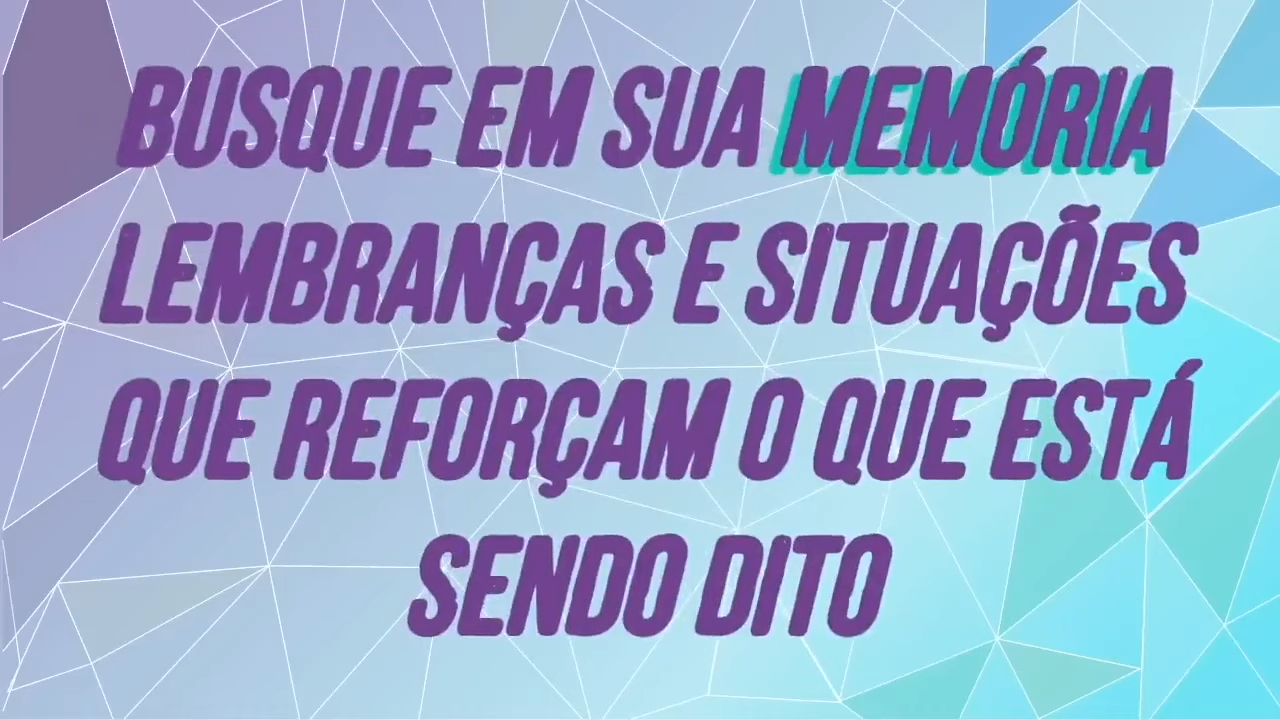 BUSQUE EM SUA MEMÓRIA
LEMBRANÇAS E SITUAÇÕES
QUE REFORÇAM O QUE ESTÁ
SENDO DITO